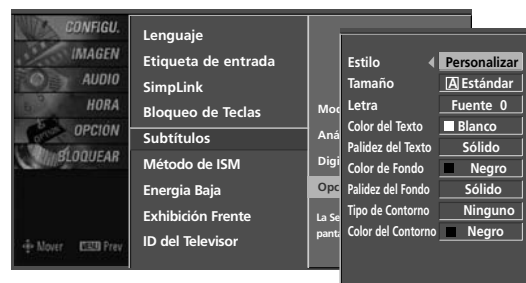 CONFIGU.
IMAGEN
AUDIO
HORA
OPCIÓN
BLOQUEAR
Mover MENU Prev
Lenguaje
Etiqueta de entrada
SimpLink
Bloqueo de Teclas
Subtítulos
Método de ISM
Energia Baja
Exhibición Frente
ID del Televisor
Digi
La Se
Estilo Personalizar
Tamaño A Estándar
Letra Fuente 0
Color del Texto Blanco
Palidez del Texto Sólido
Color de Fondo Negro
Palidez del Fondo Sólido
Tipo de Contorno Ninguno
Color del Contorno Negro